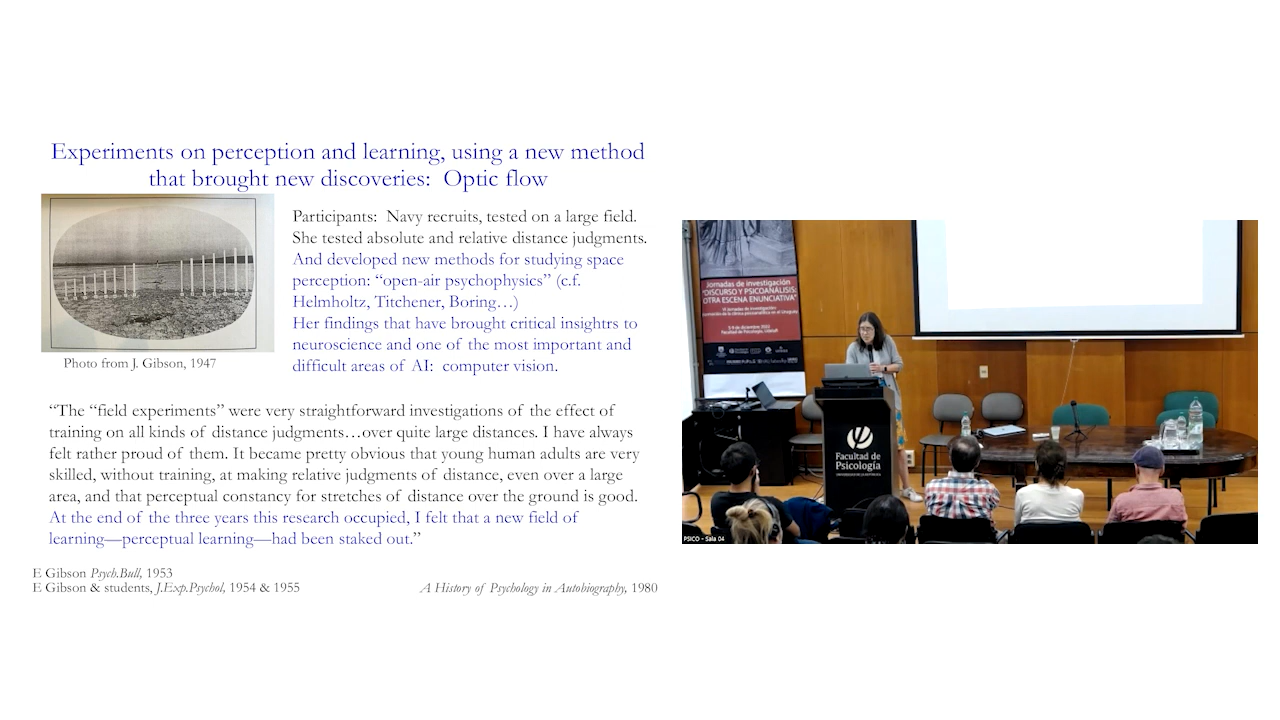 Experiments on perception and learning, using a new method
that brought new discoveries: Optic flow
Participants: Navy recruits, tested on a large field.
She tested absolute and relative distance judgments.
And developed new methods for studying space
perception: “open-air psychophysics” (c.f.
Helmholtz, Titchener, Boring…)
Her findings that have brought critical insightrs to
neuroscience and one of the most important and
difficult areas of AI: computer vision.
Photo from J. Gibson, 1947
“The “field experiments” were very straightforward investigations of the effect of
training on all kinds of distance judgments…over quite large distances. I have always
felt rather proud of them. It became pretty obvious that young human adults are very
skilled, without training, at making relative judgments of distance, even over a large
area, and that perceptual constancy for stretches of distance over the ground is good.
At the end of the three years this research occupied, I felt that a new field of
learning—perceptual learning—had been staked out.”
E Gibson Psych.Bull, 1953
E Gibson & students, J.Exp.Psychol, 1954 & 1955
A History of Psychology in Autobiography, 1980
Jornadas de investigación
"DISCURSO Y PSICOANÁLISIS:
OTRA ESCENA ENUNCIATIVA"
Facultad de
Psicología
UNIVERSIDAD DE LA REPÚBLICA
PSICO - Sala 04